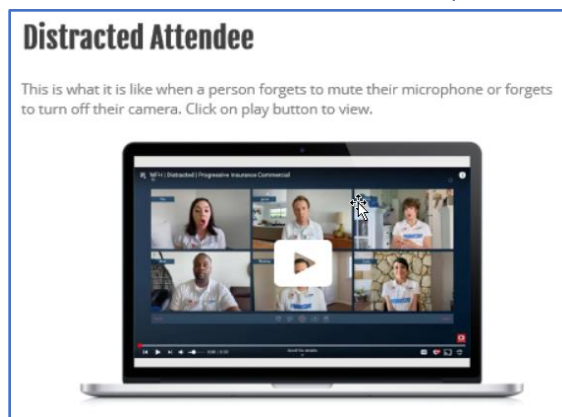 Distracted Attendee
This is what it is like when a person forgets to mute their microphone or forgets
to turn off their camera. Click on play button to view.
WFH | Distracted | Progressive Insurance Commercial